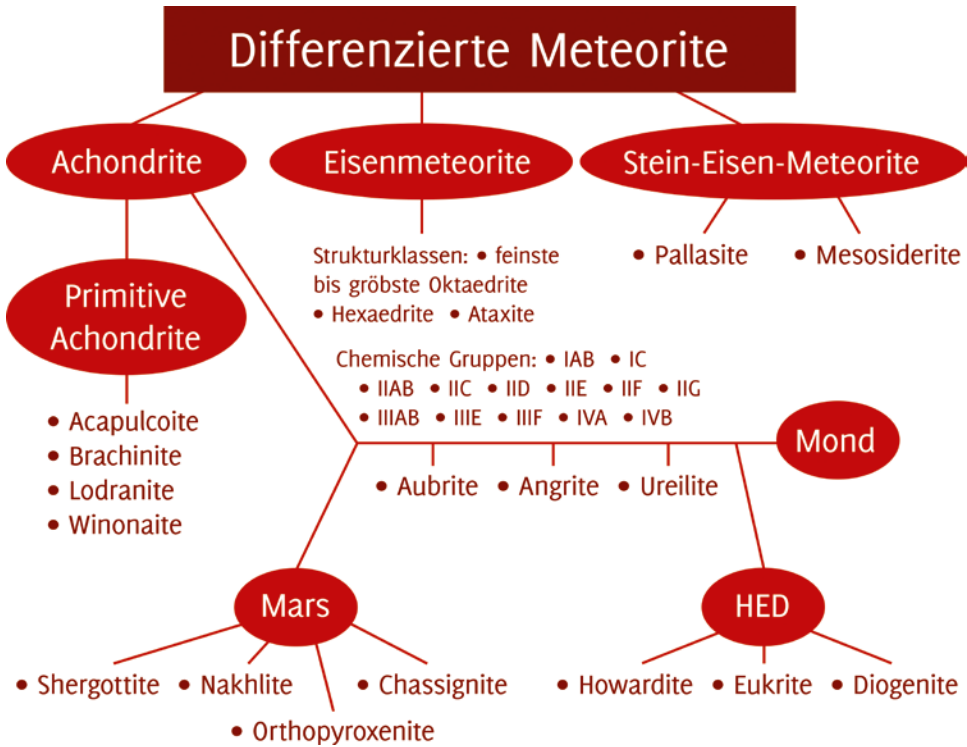 Differenzierte Meteorite
Achondrite
Eisenmeteorite
Stein-Eisen-Meteorite
Strukturklassen: • feinste
bis gröbste Oktaedrite
• Hexaedrite • Ataxite
• Pallasite • Mesosiderite
Primitive
Achondrite
Chemische Gruppen: • IAB • IC
• IIAB • IIC • IID • IIE • IIF • IIG
• IIIAB • IIIE • IIIF • IVA • IVB
• Acapulcoite
• Brachinite
• Lodranite
• Winonaite
Mond
• Aubrite • Angrite • Ureilite
Mars
HED
• Shergottite • Nakhlite • Chassignite
• Orthopyroxenite
• Howardite • Eukrite • Diogenite